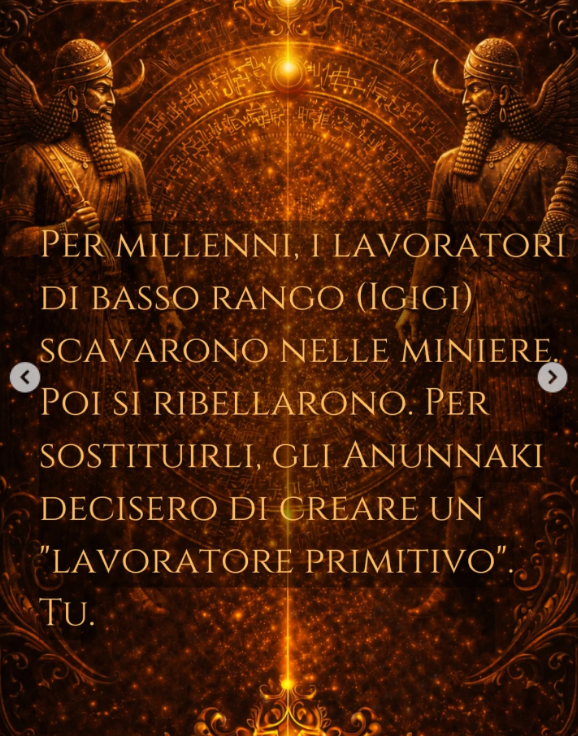 Per millenni, i lavoratori
di basso rango (Igigi)
scavarono nelle miniere.
Poi si ribellarono. Per
sostituirli, gli Anunnaki
decisero di creare un
"lavoratore primitivo".
Tu.